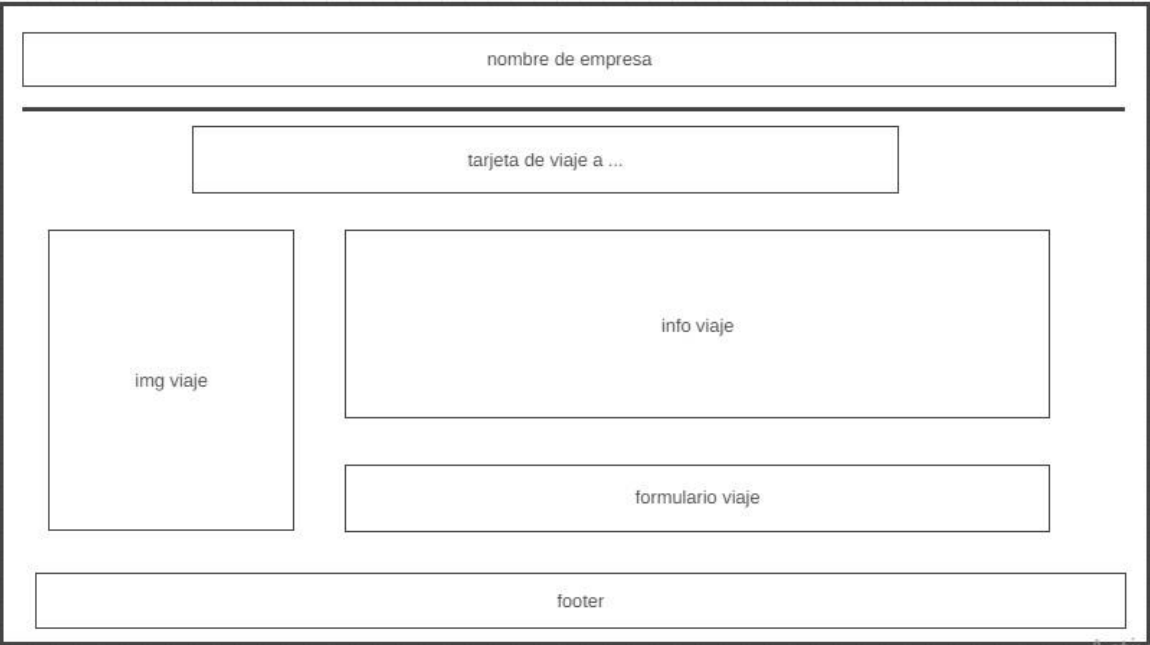 nombre de empresa
tarjeta de viaje a ...
info viaje
img viaje
formulario viaje
footer